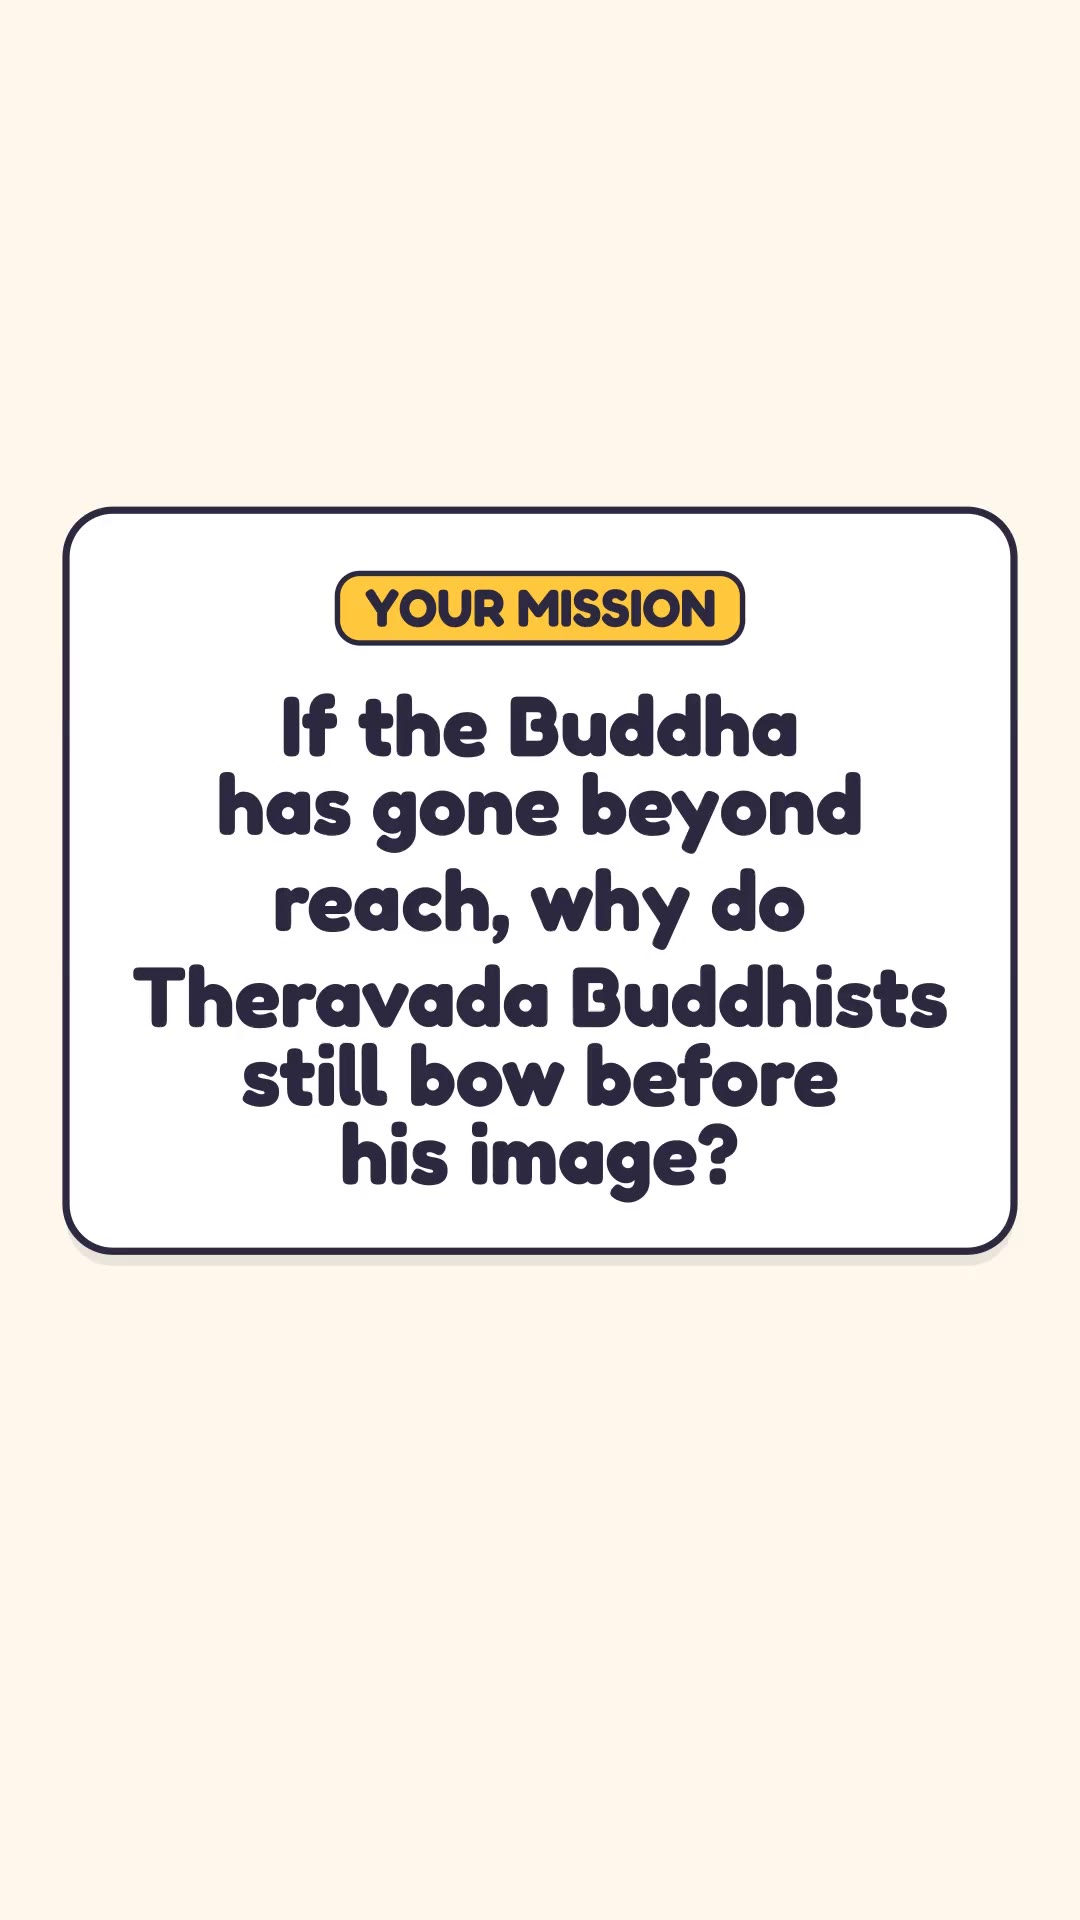 YOUR MISSION
If the Buddha
has gone beyond
reach, why do
Theravada Buddhists
still bow before
his image?